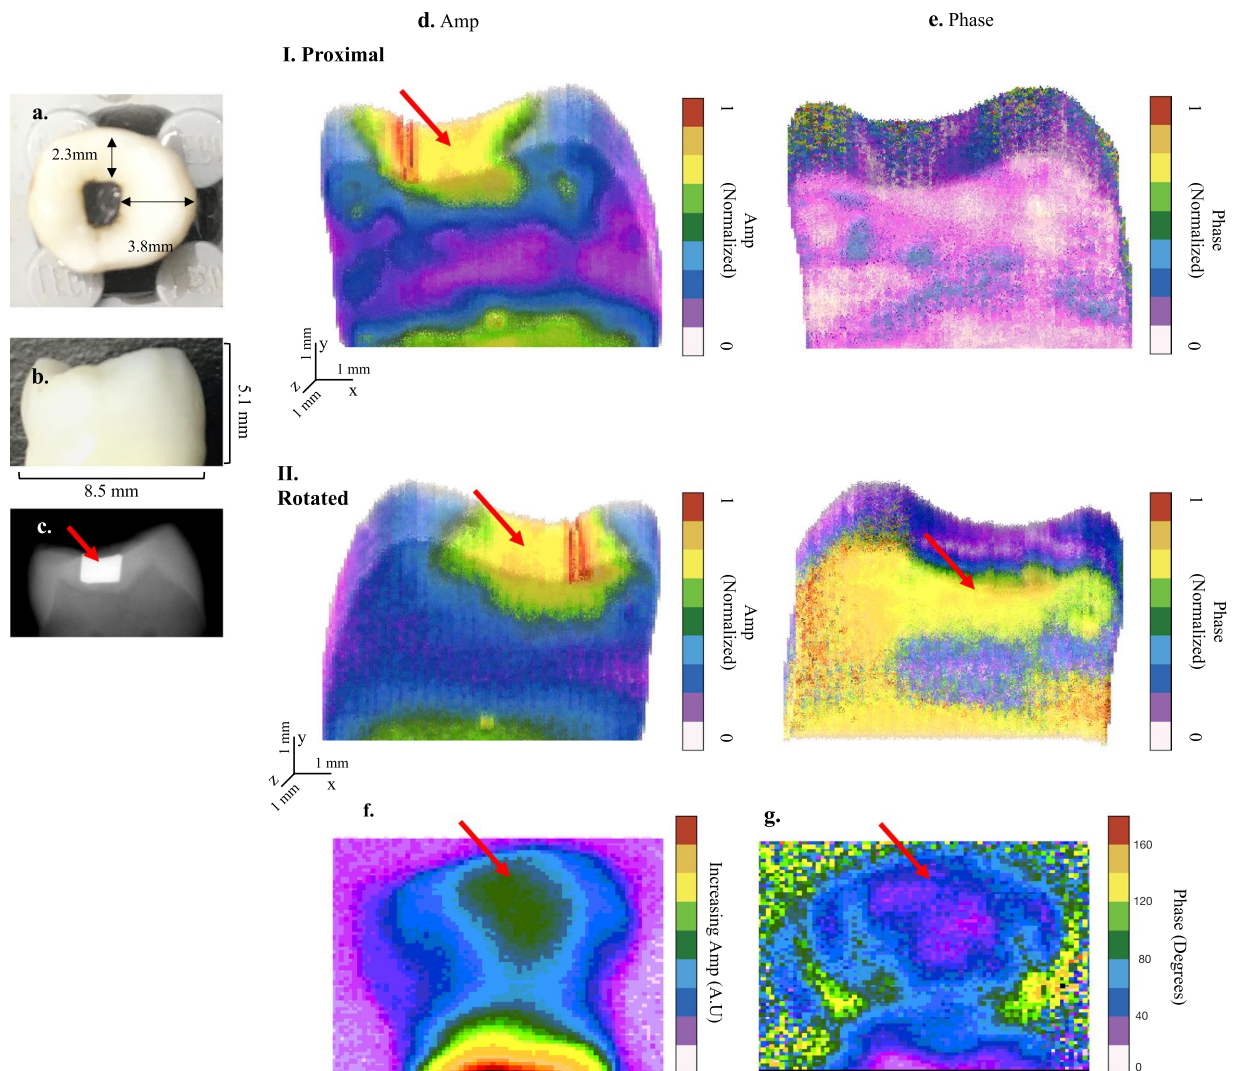 d. Amp
e. Phase
I. Proximal
a.
2.3mm
3.8mm
1
Amp
(Normalized)
0
1
Phase
(Normalized)
0
1 mm
y
1 mm
x
z
1 mm
b.
5.1 mm
8.5 mm
c.
II.
Rotated
1
Amp
(Normalized)
0
1
Phase
(Normalized)
0
1 mm
y
1 mm
x
z
1 mm
f.
Increasing Amp (A.U)
g.
160
120
80
40
0
Phase (Degrees)